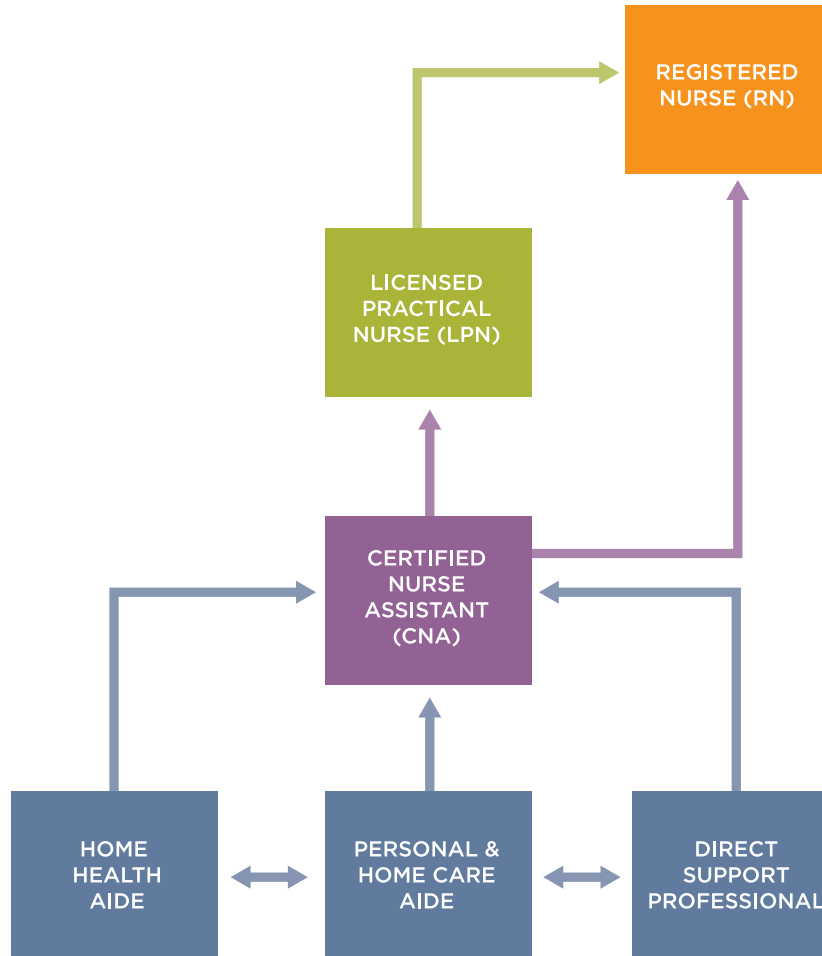 REGISTERED
NURSE (RN)
LICENSED
PRACTICAL
NURSE (LPN)
CERTIFIED
NURSE
ASSISTANT
(CNA)
HOME
HEALTH
AIDE
PERSONAL &
HOME CARE
AIDE
DIRECT
SUPPORT
PROFESSIONAL